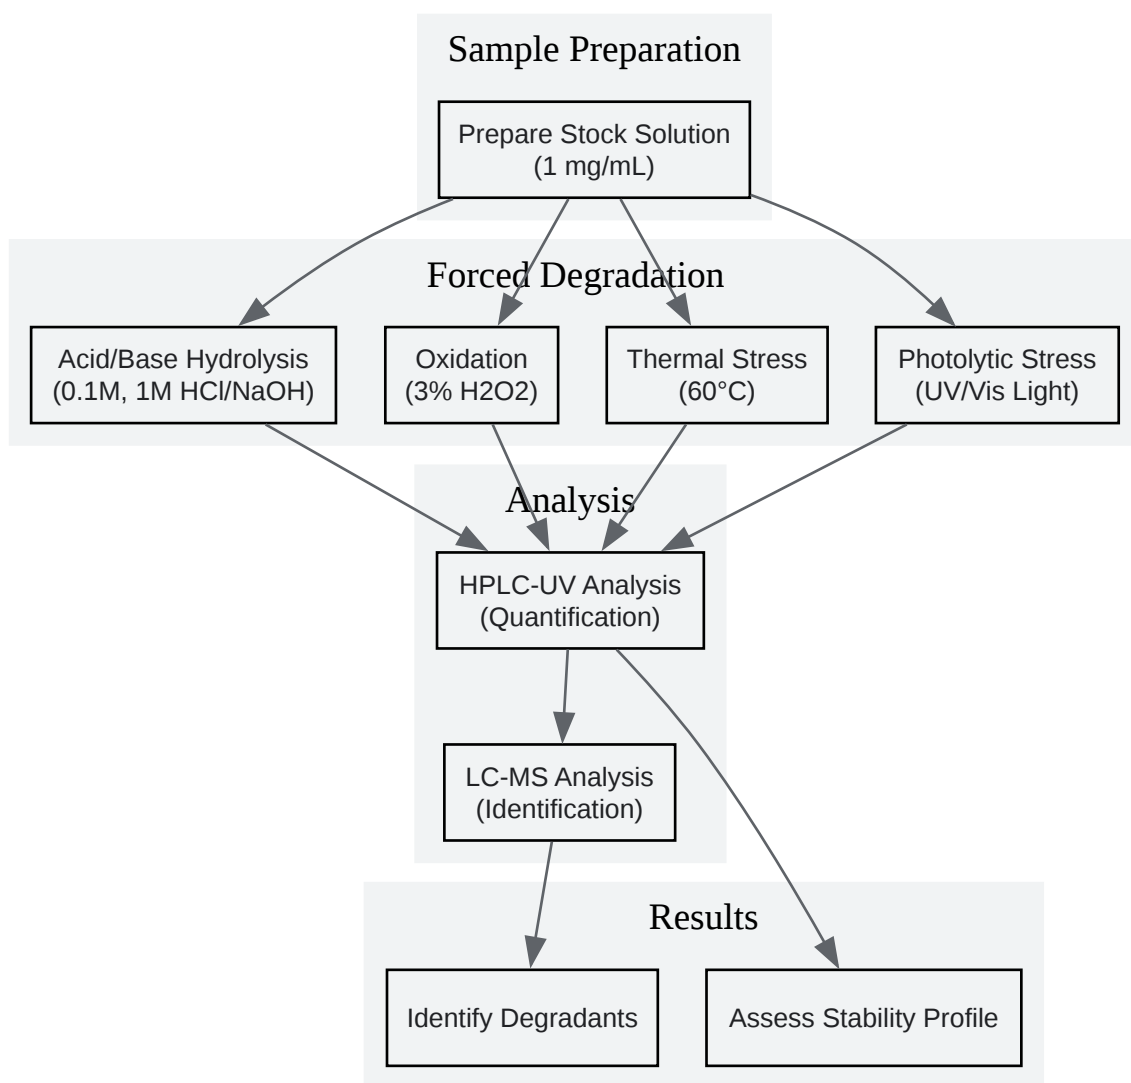 Sample Preparation
Prepare Stock Solution
(1 mg/mL)
Forced Degradation
Acid/Base Hydrolysis
(0.1M, 1M HCl/NaOH)
Oxidation
(3% H2O2)
Thermal Stress
(60°C)
Photolytic Stress
(UV/Vis Light)
Analysis
HPLC-UV Analysis
(Quantification)
LC-MS Analysis
(Identification)
Results
Identify Degradants
Assess Stability Profile